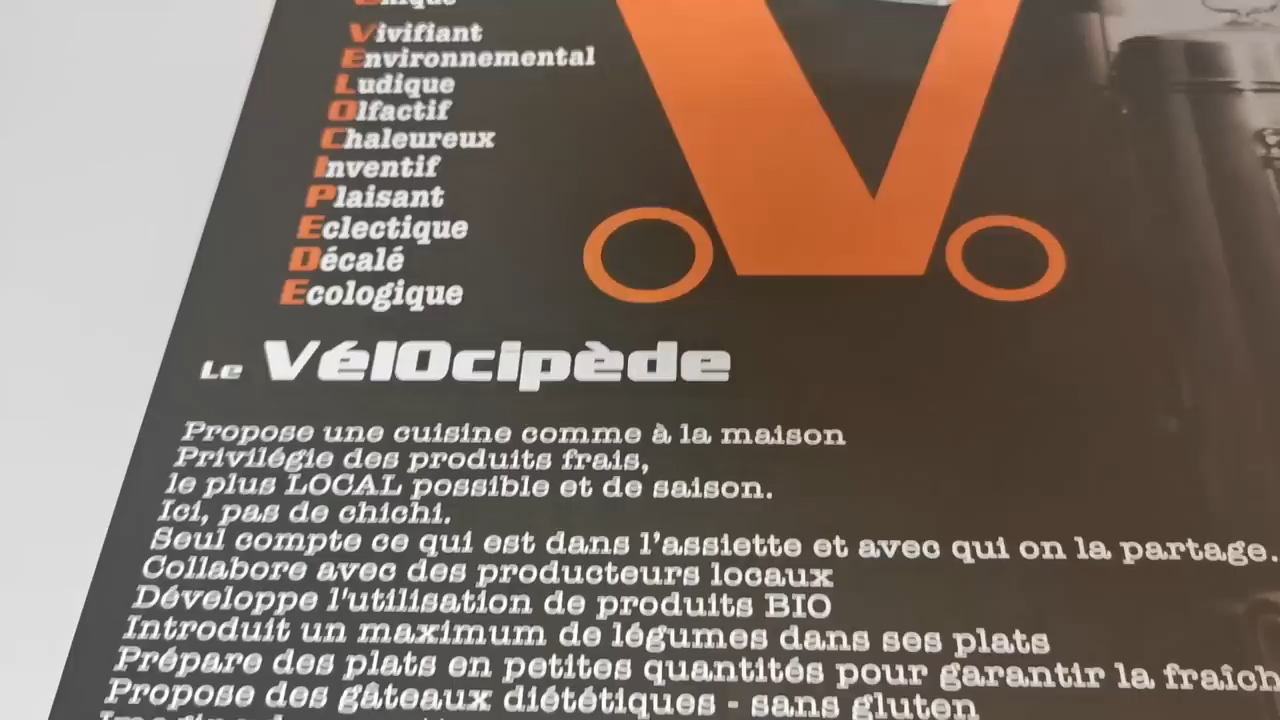 Vivifiant
Environnemental
Ludique
Olfactif
Chaleureux
Inventif
Plaisant
Eclectique
Décalé
Ecologique
V
Le VélOcipède
Propose une cuisine comme à la maison
Privilégie des produits frais,
le plus LOCAL possible et de saison.
Ici, pas de chichi.
Seul compte ce qui est dans l'assiette et avec qui on la partage.
Collabore avec des producteurs locaux
Développe l'utilisation de produits BIO
Introduit un maximum de légumes dans ses plats
Prépare des plats en petites quantités pour garantir la fraîch
Propose des gâteaux diététiques - sans gluten